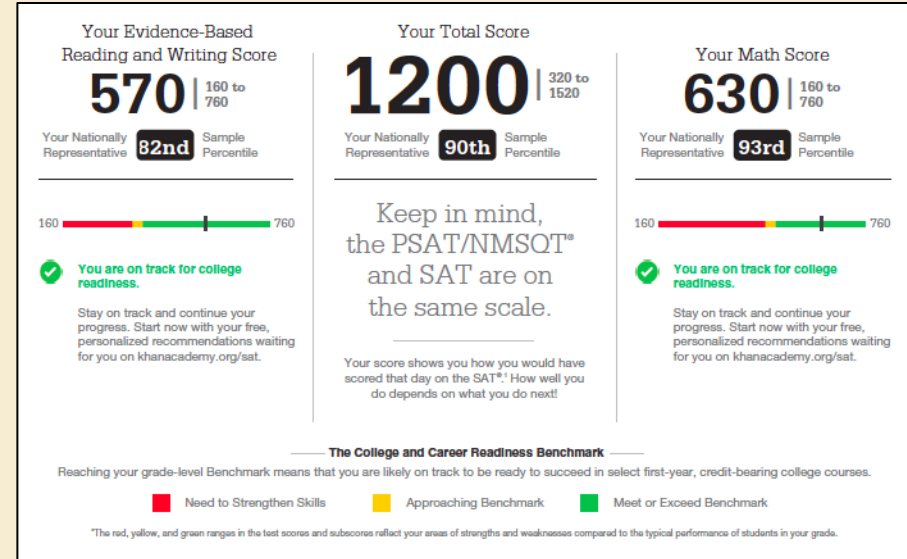 Your Evidence-Based
Reading and Writing Score
570 | 160 to
760
Your Nationally
Representative 82nd Sample
Percentile
160 760
You are on track for college
readiness.
Stay on track and continue your
progress. Start now with your free,
personalized recommendations waiting
for you on khanacademy.org/sat.
Your Total Score
1200 | 320 to
1520
Your Nationally
Representative 90th Sample
Percentile
Keep in mind,
the PSAT/NMSQT®
and SAT are on
the same scale.
Your score shows you how you would have
scored that day on the SAT®.¹ How well you
do depends on what you do next!
Your Math Score
630 | 160 to
760
Your Nationally
Representative 93rd Sample
Percentile
160 760
You are on track for college
readiness.
Stay on track and continue your
progress. Start now with your free,
personalized recommendations waiting
for you on khanacademy.org/sat.
The College and Career Readiness Benchmark
Reaching your grade-level Benchmark means that you are likely on track to be ready to succeed in select first-year, credit-bearing college courses.
Need to Strengthen Skills Approaching Benchmark Meet or Exceed Benchmark
*The red, yellow, and green ranges in the test scores and subscores reflect your areas of strengths and weaknesses compared to the typical performance of students in your grade.